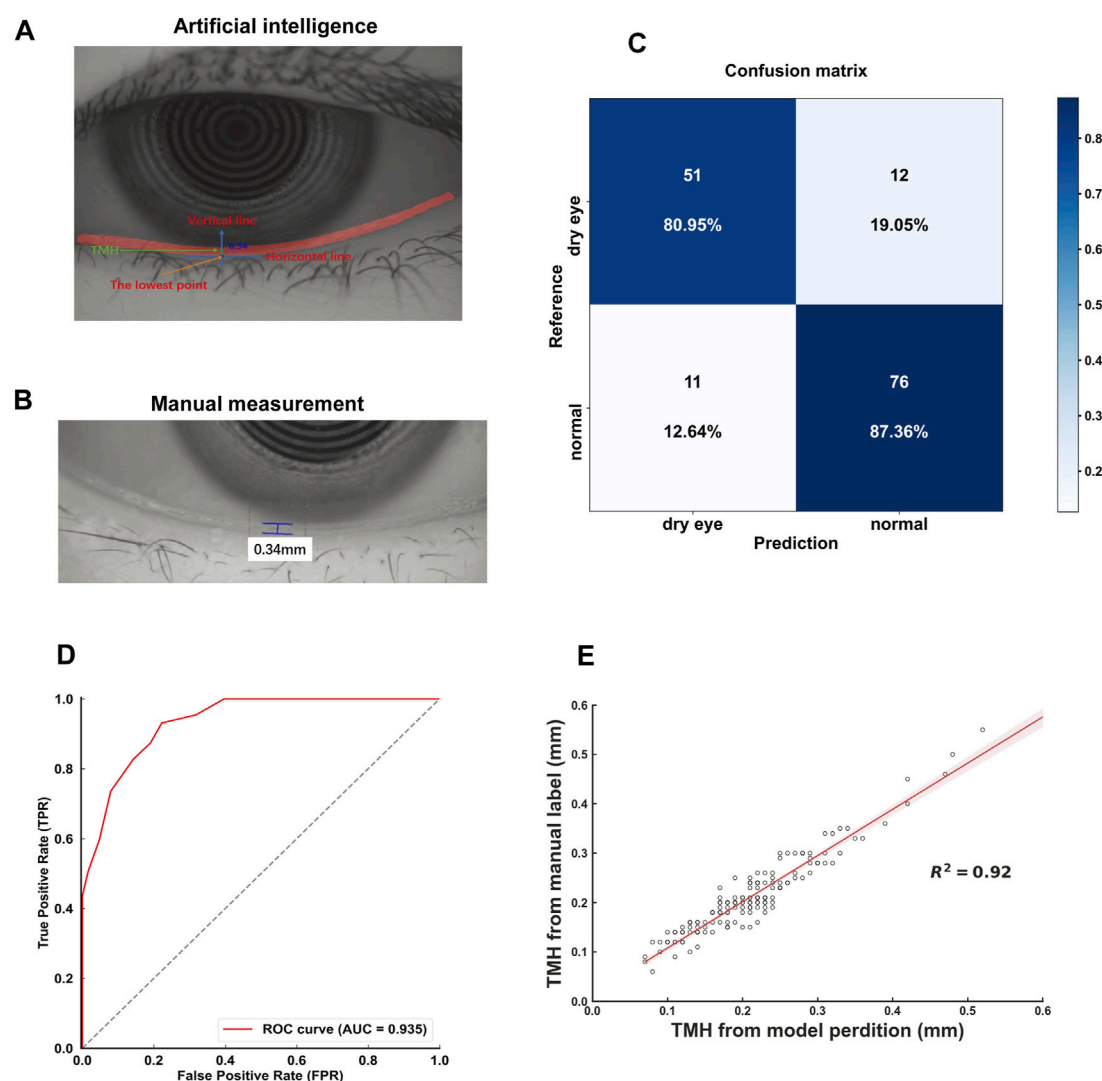 A
Artificial intelligence
Vertical line
TMH
0.34
Horizontal line
The lowest point
B
Manual measurement
0.34mm
C
Confusion matrix
Reference
dry eye
normal
51
12
80.95%
19.05%
11
76
12.64%
87.36%
dry eye
normal
Prediction
0.8
0.7
0.6
0.5
0.4
0.3
0.2
D
True Positive Rate (TPR)
1.0
0.8
0.6
0.4
0.2
0.0
ROC curve (AUC = 0.935)
0.0 0.2 0.4 0.6 0.8 1.0
False Positive Rate (FPR)
E
TMH from manual label (mm)
0.6
0.5
0.4
0.3
0.2
0.1
0.0
R² = 0.92
0.0 0.1 0.2 0.3 0.4 0.5 0.6
TMH from model perdition (mm)